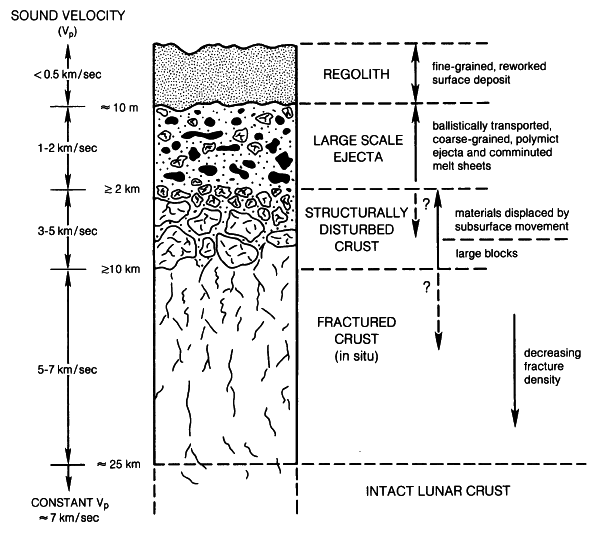 SOUND VELOCITY
(Vp)
<0.5 km/sec
≈ 10 m
1-2 km/sec
≥ 2 km
3-5 km/sec
≥10 km
5-7 km/sec
≈ 25 km
CONSTANT Vp
≈ 7 km/sec
REGOLITH
fine-grained, reworked
surface deposit
LARGE SCALE
EJECTA
ballistically transported,
coarse-grained, polymict
ejecta and comminuted
melt sheets
STRUCTURALLY
DISTURBED
CRUST
?
materials displaced by
subsurface movement
large blocks
?
FRACTURED
CRUST
(in situ)
decreasing
fracture
density
INTACT LUNAR CRUST